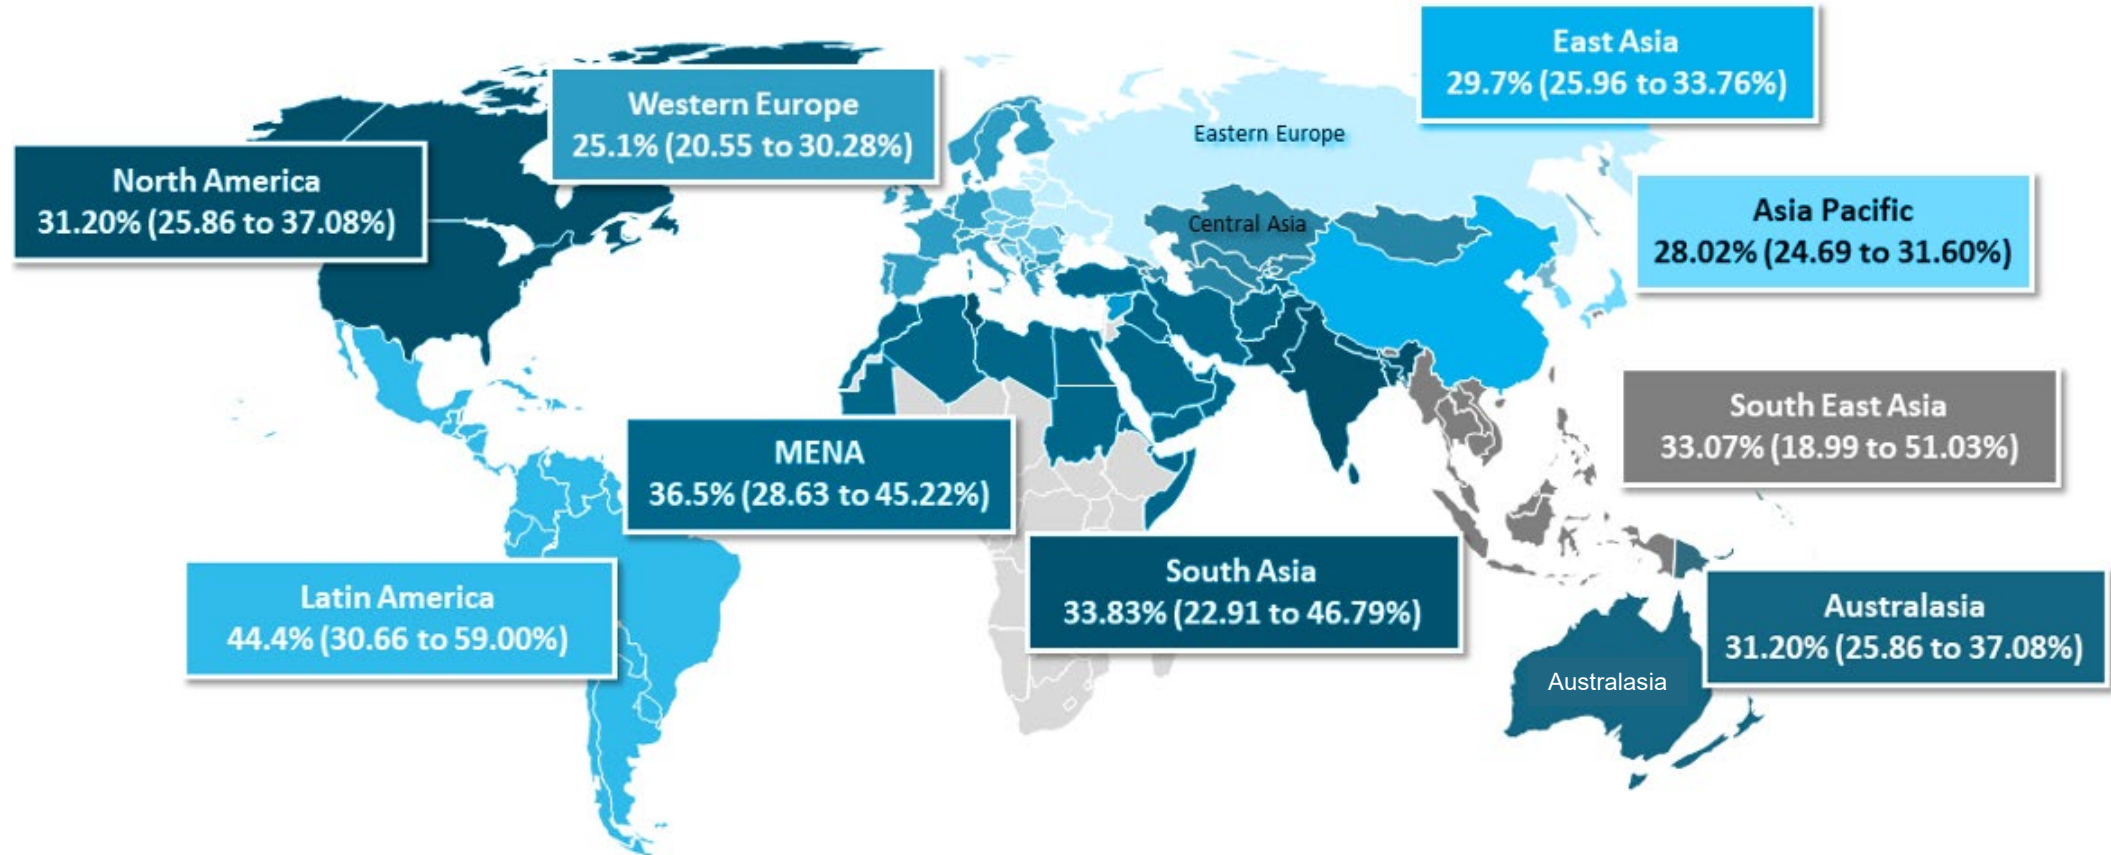 East Asia
29.7% (25.96 to 33.76%)
Western Europe
25.1% (20.55 to 30.28%)
Eastern Europe
North America
31.20% (25.86 to 37.08%)
Asia Pacific
28.02% (24.69 to 31.60%)
Central Asia
South East Asia
33.07% (18.99 to 51.03%)
MENA
36.5% (28.63 to 45.22%)
South Asia
33.83% (22.91 to 46.79%)
Latin America
44.4% (30.66 to 59.00%)
Australasia
31.20% (25.86 to 37.08%)
Australasia